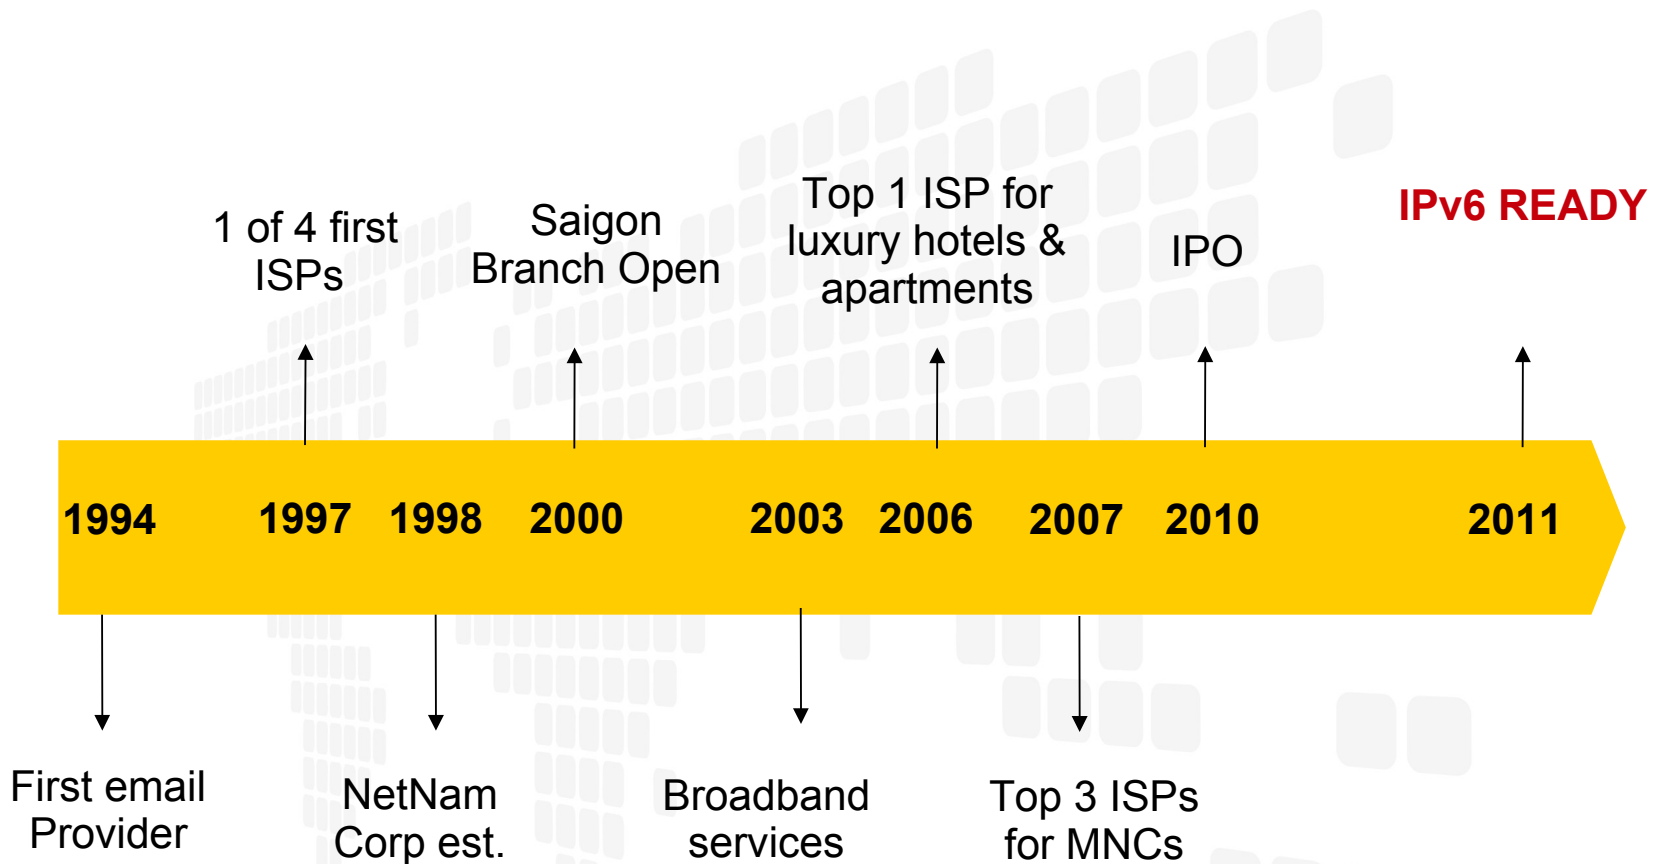 1 of 4 first
ISPs
Saigon
Branch Open
Top 1 ISP for
luxury hotels &
apartments
IPO
IPv6 READY
1994
1997
1998
2000
2003
2006
2007
2010
2011
First email
Provider
NetNam
Corp est.
Broadband
services
Top 3 ISPs
for MNCs